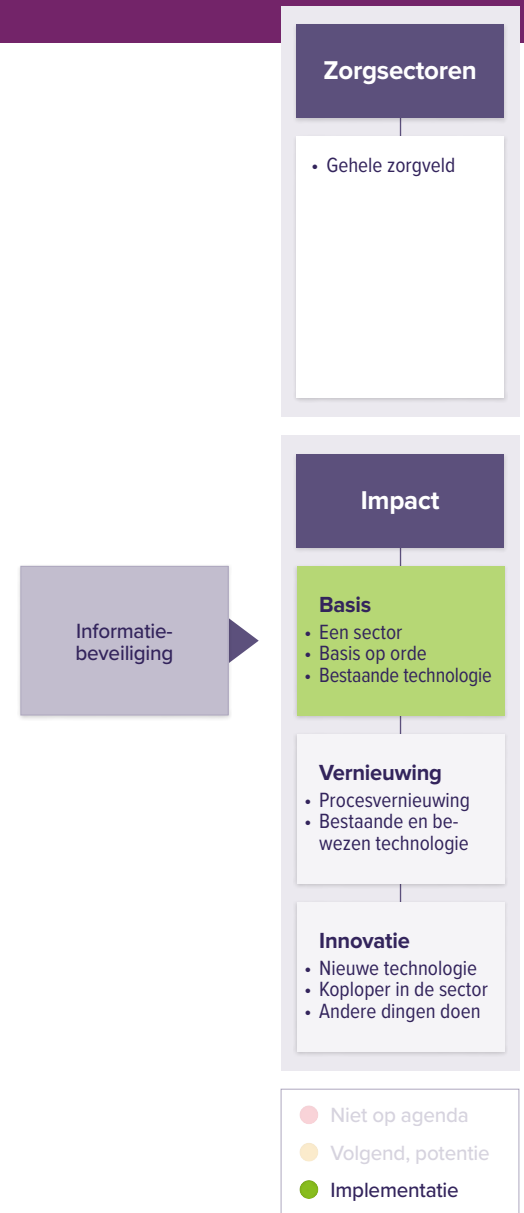 Zorgsectoren
• Gehele zorgveld
Impact
Informatie-
beveiliging
Basis
• Een sector
• Basis op orde
• Bestaande technologie
Vernieuwing
• Procesvernieuwing
• Bestaande en be-
wezen technologie
Innovatie
• Nieuwe technologie
• Koploper in de sector
• Andere dingen doen
Niet op agenda
Volgend, potentie
Implementatie